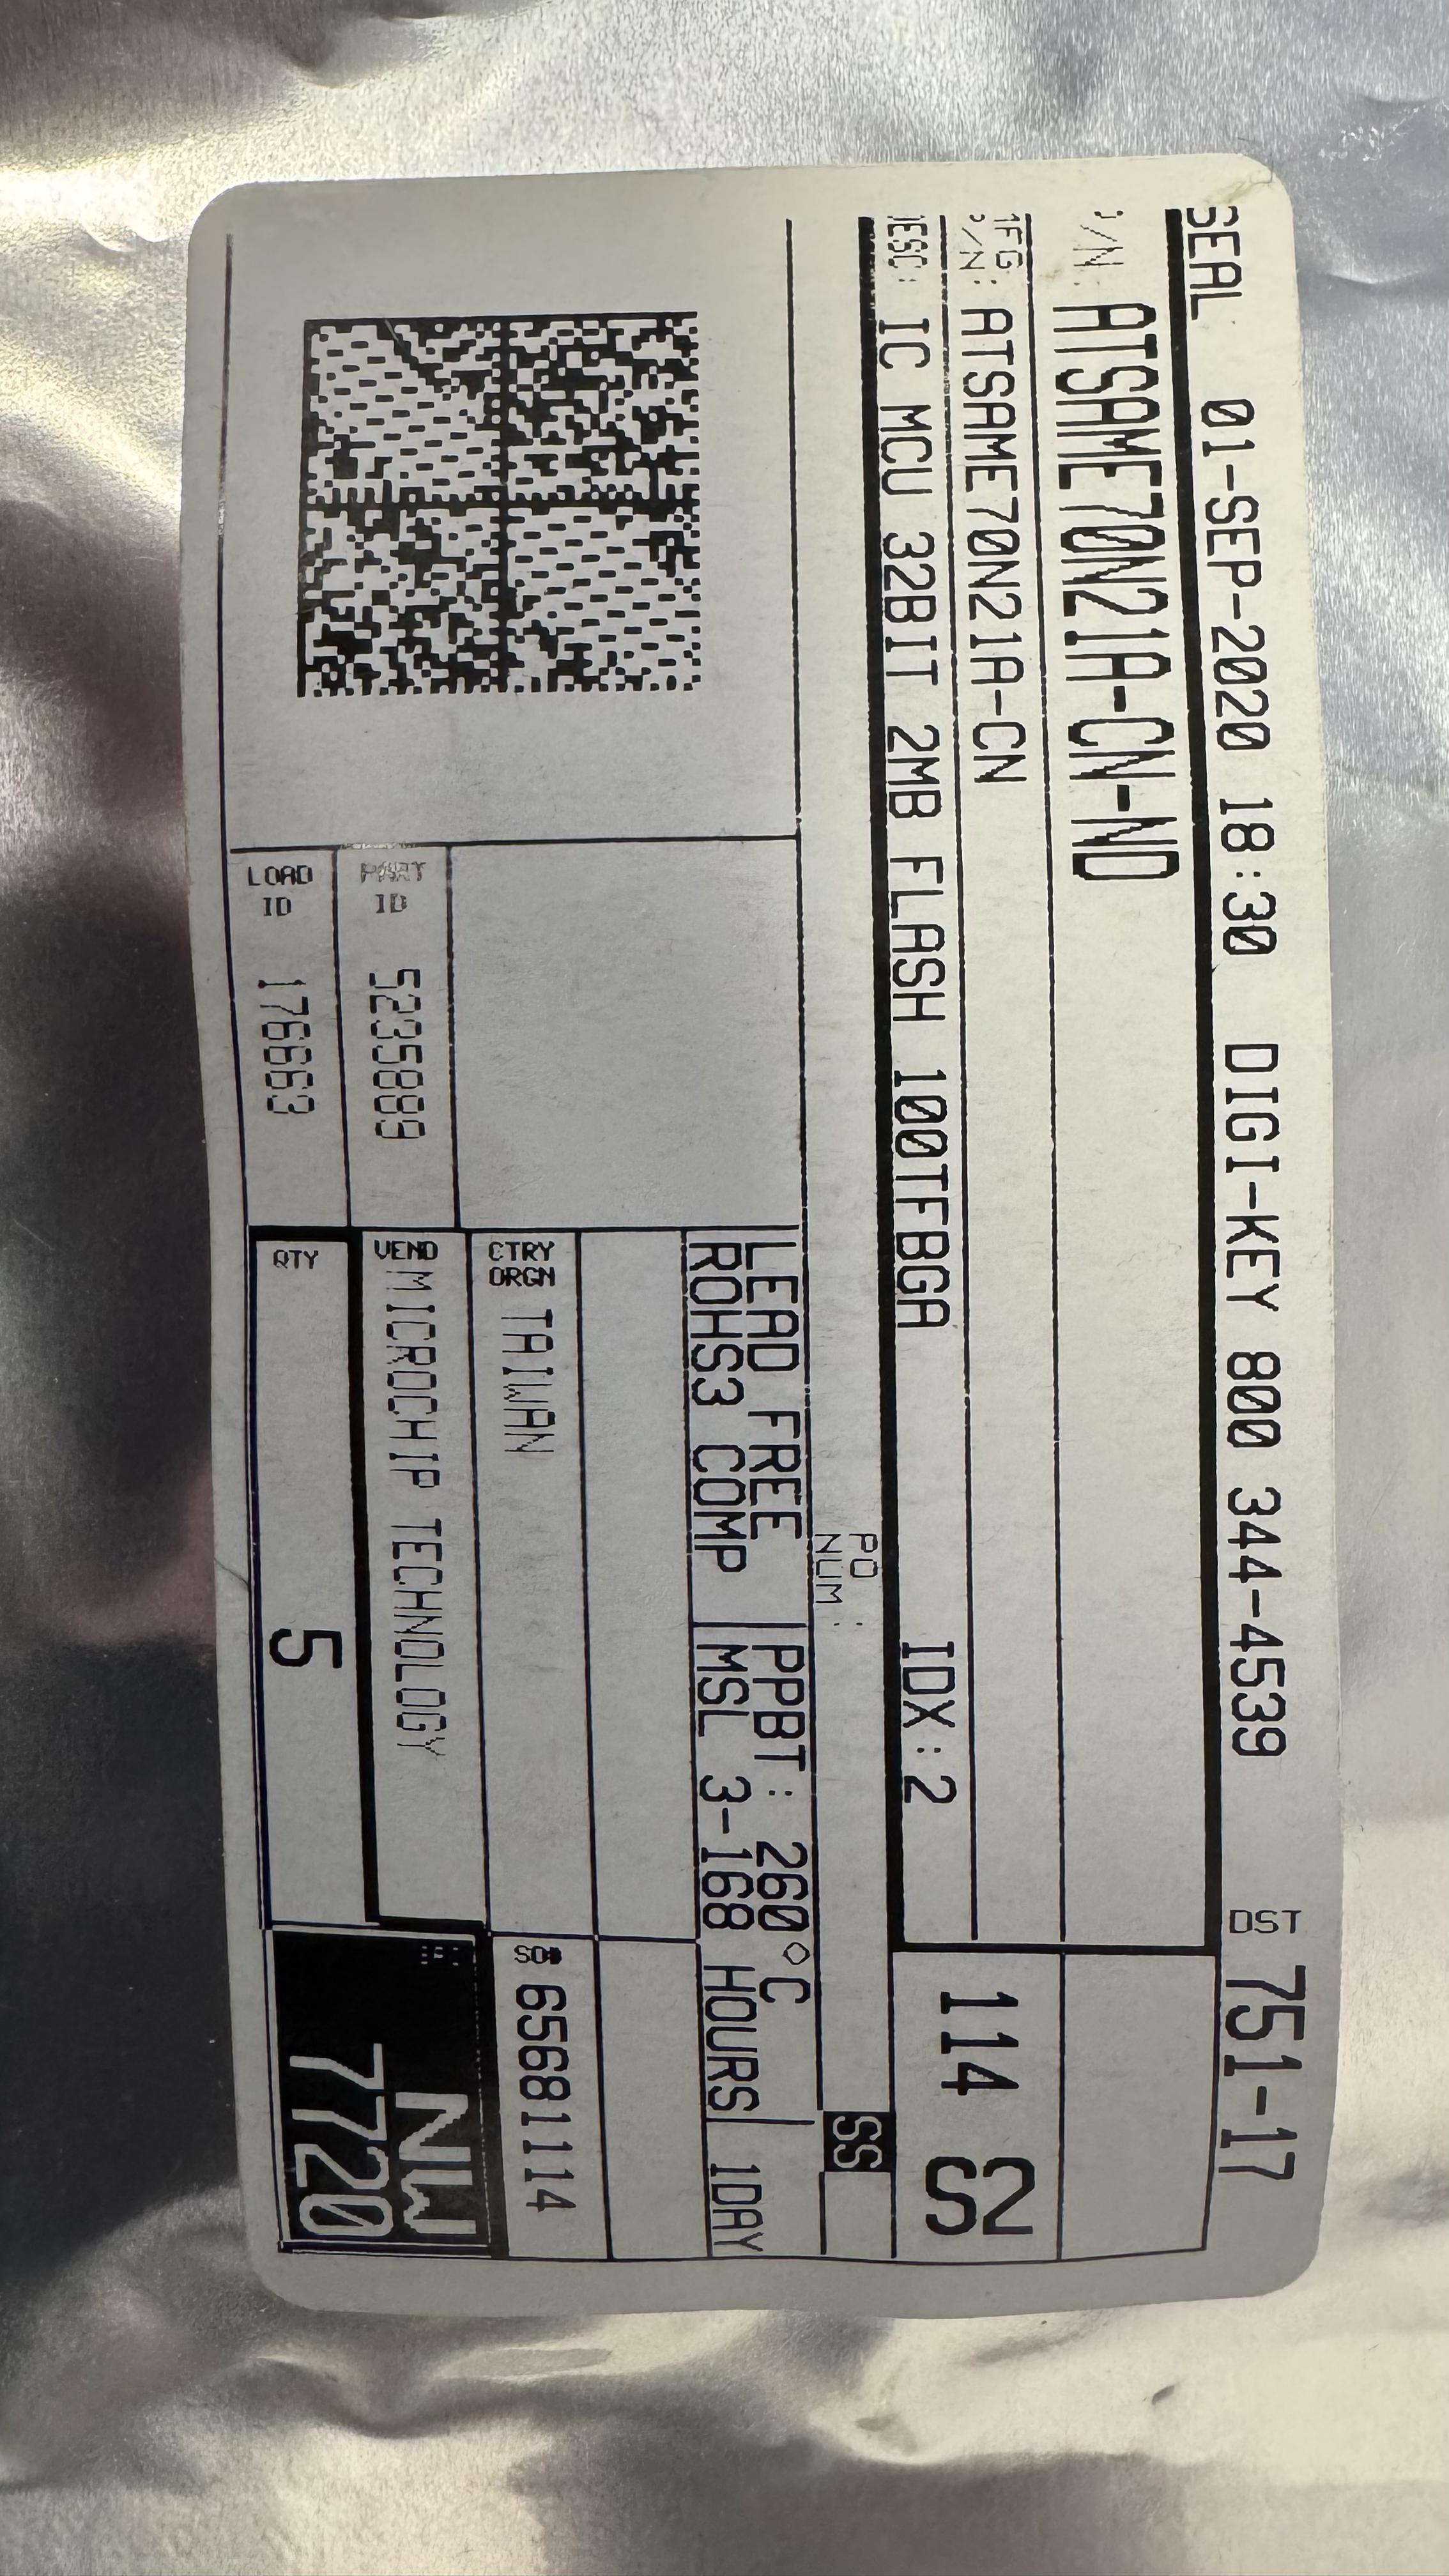 SEAL 01-SEP-2020 18:30 DIGI-KEY 800 344-4539 DST 751-17
P/N: ATSAME70N21A-CN-ND
MFG P/N: ATSAME70N21A-CN
DESC: IC MCU 32BIT 2MB FLASH 100TFBGA IDX:2
114 S2
PO NUM:
SS
LEAD FREE
ROHS3 COMP
PPBT: 260°C
MSL 3-168 HOURS
1DAY
CTRY ORGN TAIWAN
SO# 6568114
PART ID 5235889
VEND MICROCHIP TECHNOLOGY
LOAD ID 176663
QTY 5
NW
7720